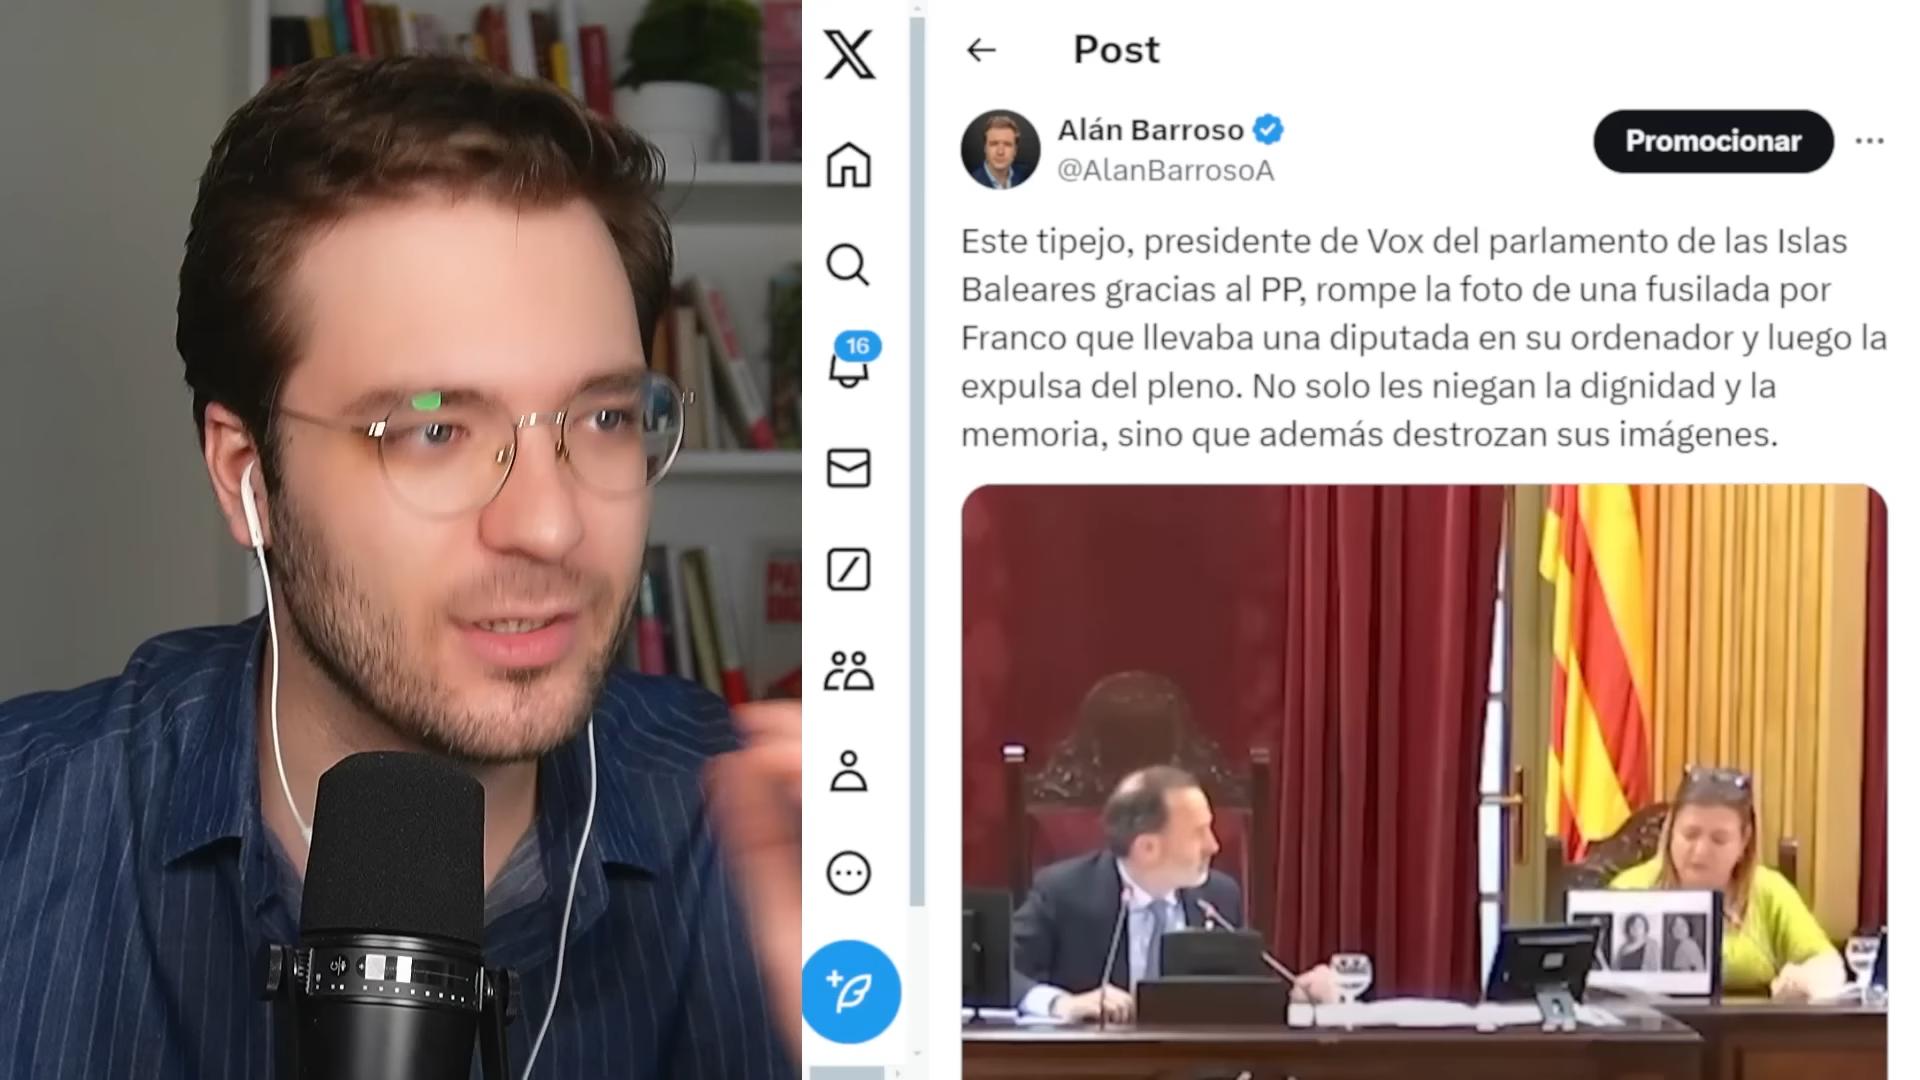 Post
Alán Barroso
@AlanBarrosoA
Promocionar
Este tipejo, presidente de Vox del parlamento de las Islas
Baleares gracias al PP, rompe la foto de una fusilada por
Franco que llevaba una diputada en su ordenador y luego la
expulsa del pleno. No solo les niegan la dignidad y la
memoria, sino que además destrozan sus imágenes.
16